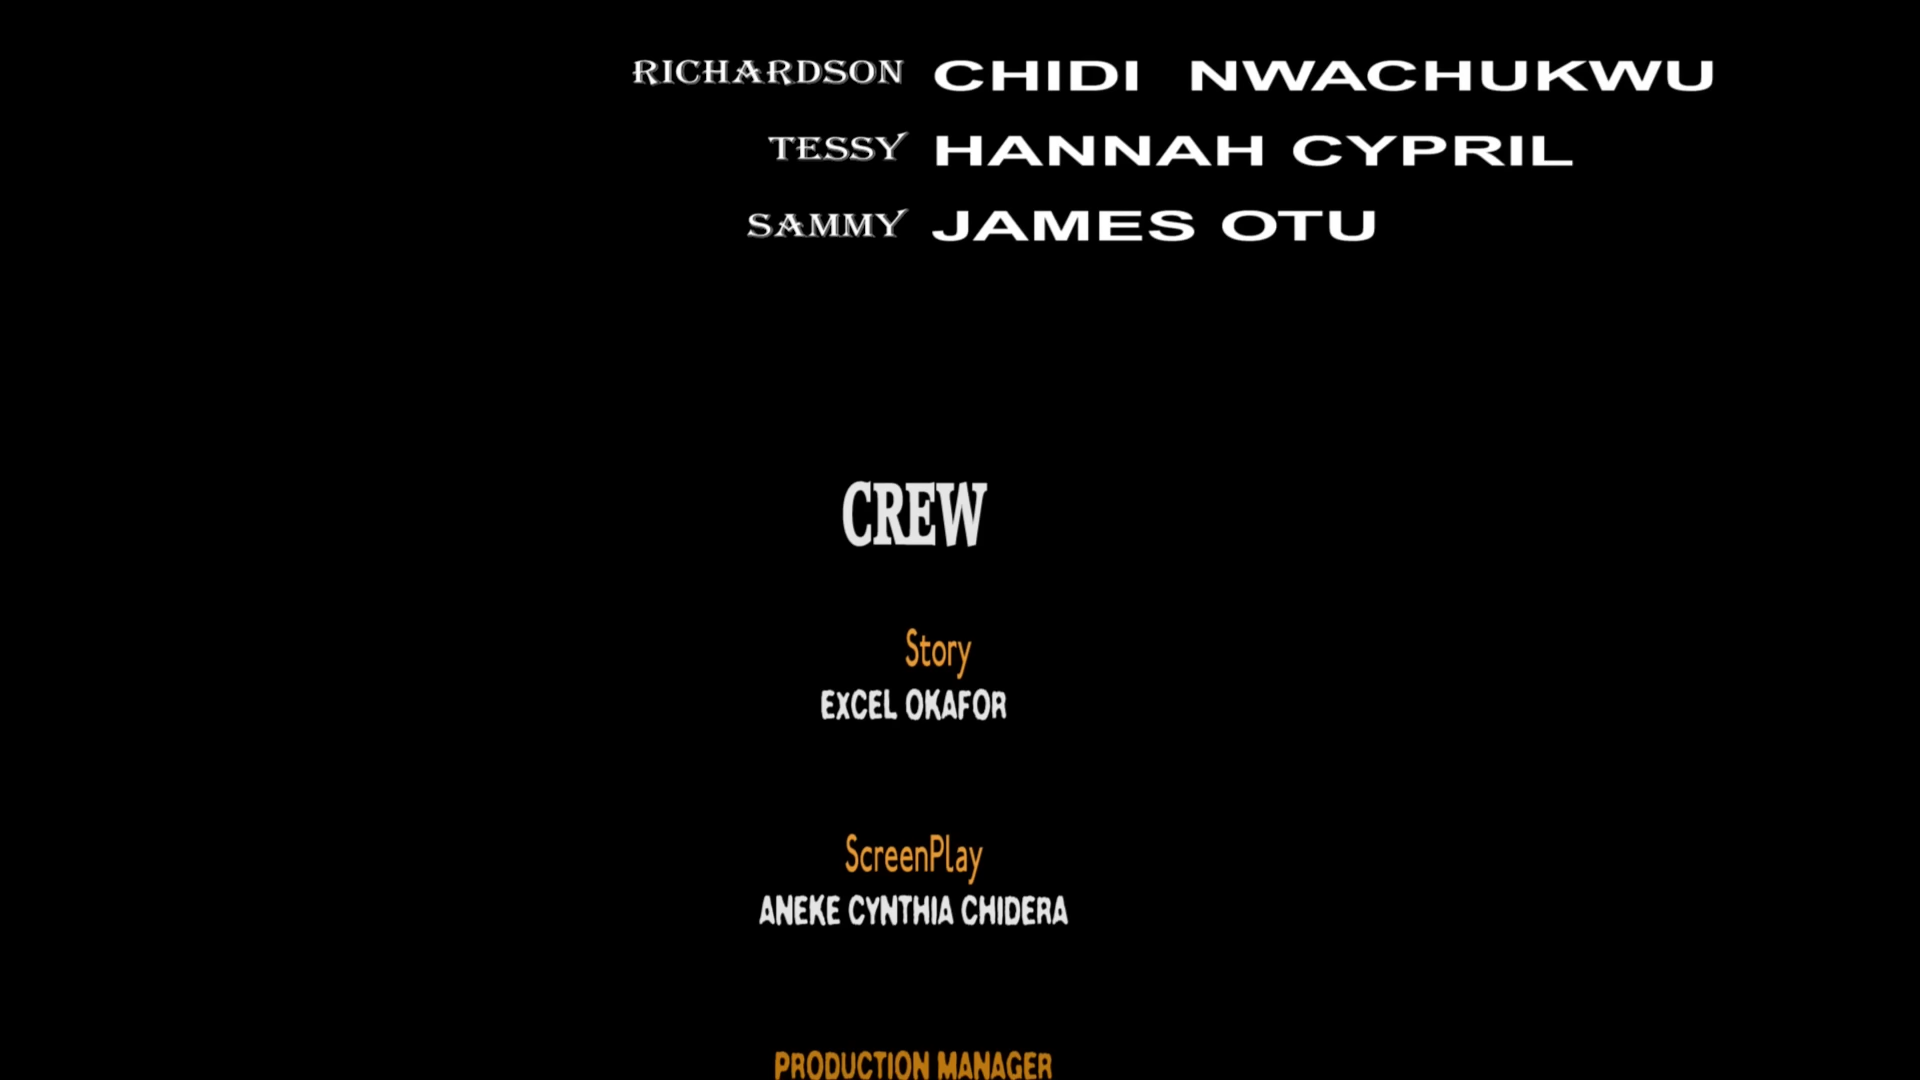 RICHARDSON CHIDI NWACHUKWU
TESSY HANNAH CYPRIL
SAMMY JAMES OTU
CREW
Story
EXCEL OKAFOR
ScreenPlay
ANEKE CYNTHIA CHIDERA
PRODUCTION MANAGER